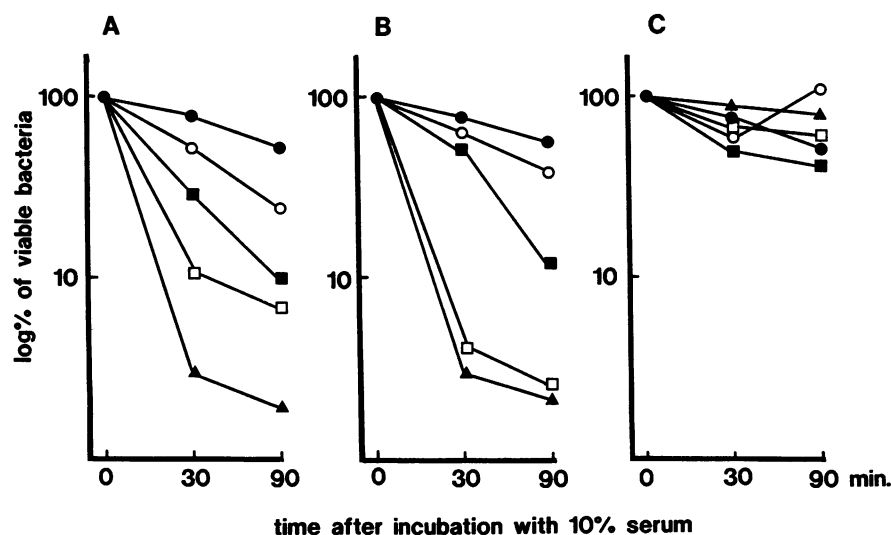 A B C
log% of viable bacteria
100 100 100
10 10 10
0 30 90 0 30 90 0 30 90 min.
time after incubation with 10% serum